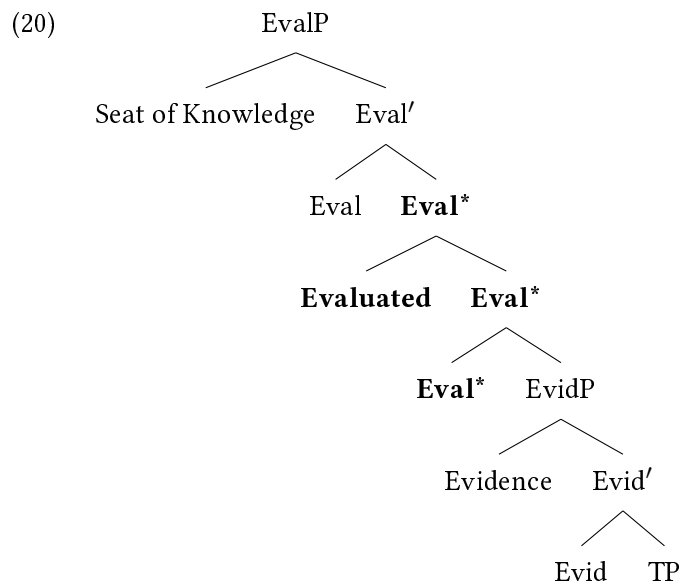 (20) EvalP
Seat of Knowledge Eval′
Eval Eval*
Evaluated Eval*
Eval* EvidP
Evidence Evid′
Evid TP